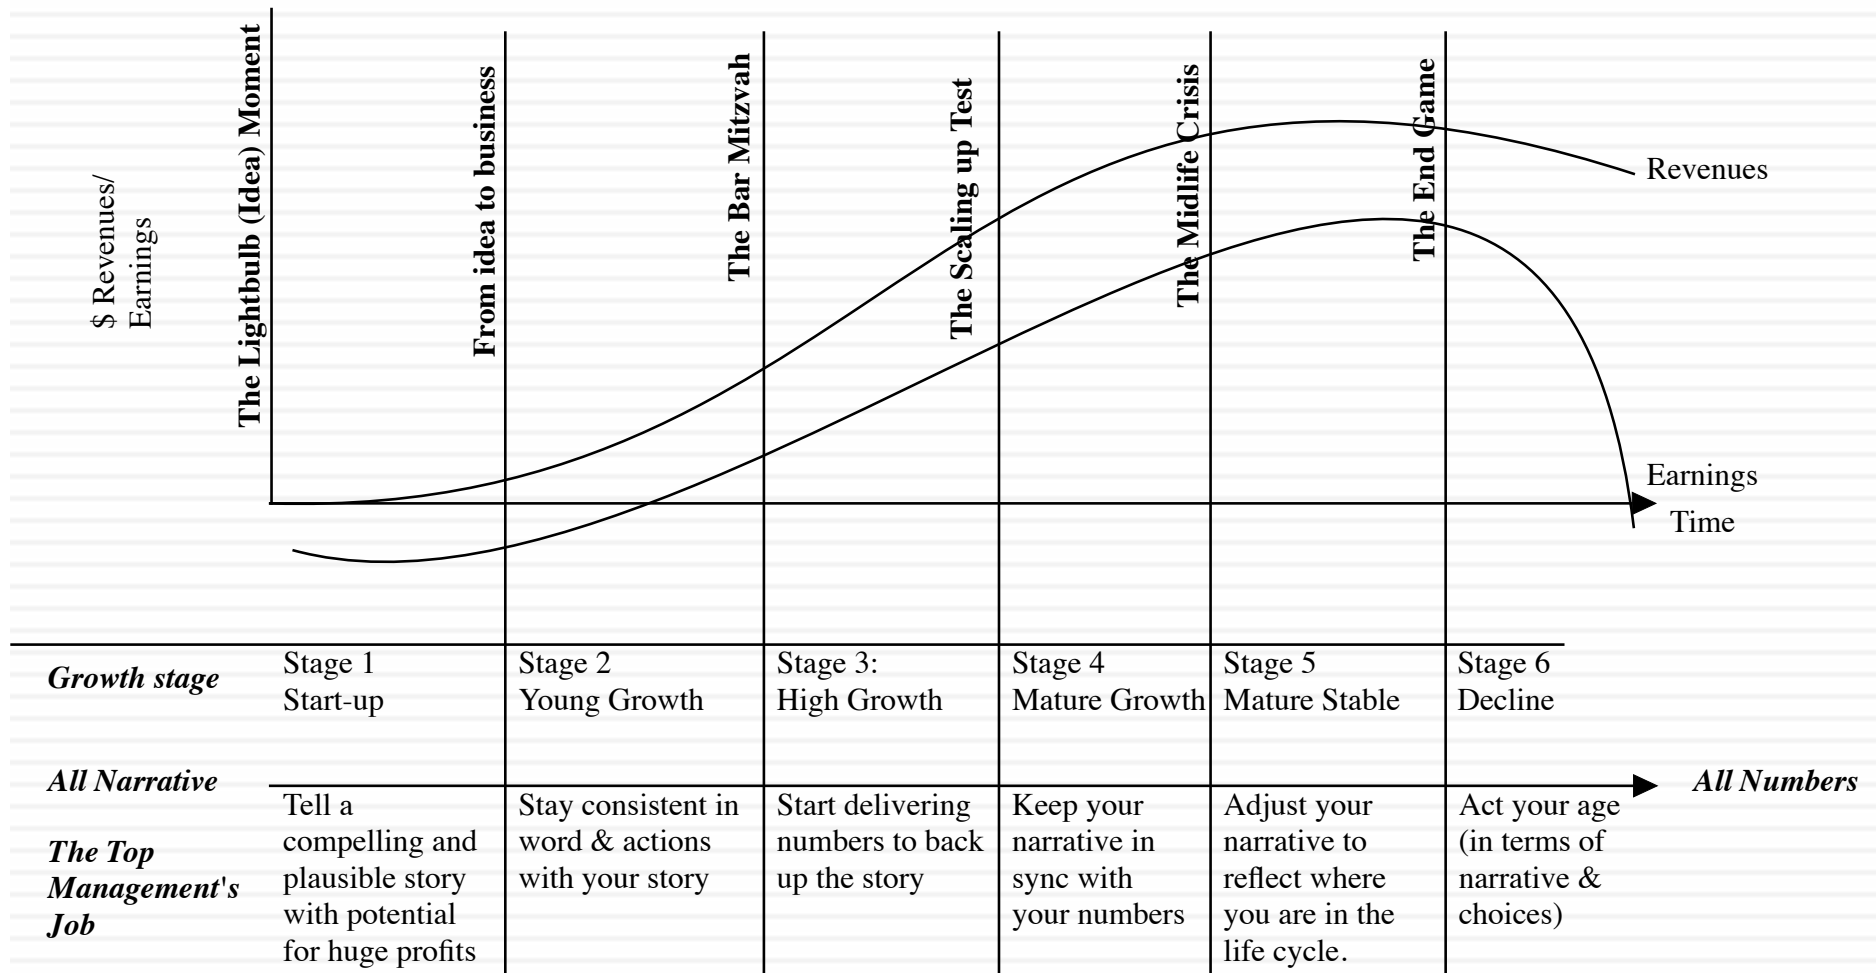 $ Revenues/
Earnings
The Lightbulb (Idea) Moment
From idea to business
The Bar Mitzvah
The Scaling up Test
The Midlife Crisis
The End Game
Revenues
Earnings
Time
Growth stage
Stage 1
Start-up
Stage 2
Young Growth
Stage 3:
High Growth
Stage 4
Mature Growth
Stage 5
Mature Stable
Stage 6
Decline
All Narrative
All Numbers
The Top
Management's
Job
Tell a
compelling and
plausible story
with potential
for huge profits
Stay consistent in
word & actions
with your story
Start delivering
numbers to back
up the story
Keep your
narrative in
sync with
your numbers
Adjust your
narrative to
reflect where
you are in the
life cycle.
Act your age
(in terms of
narrative &
choices)